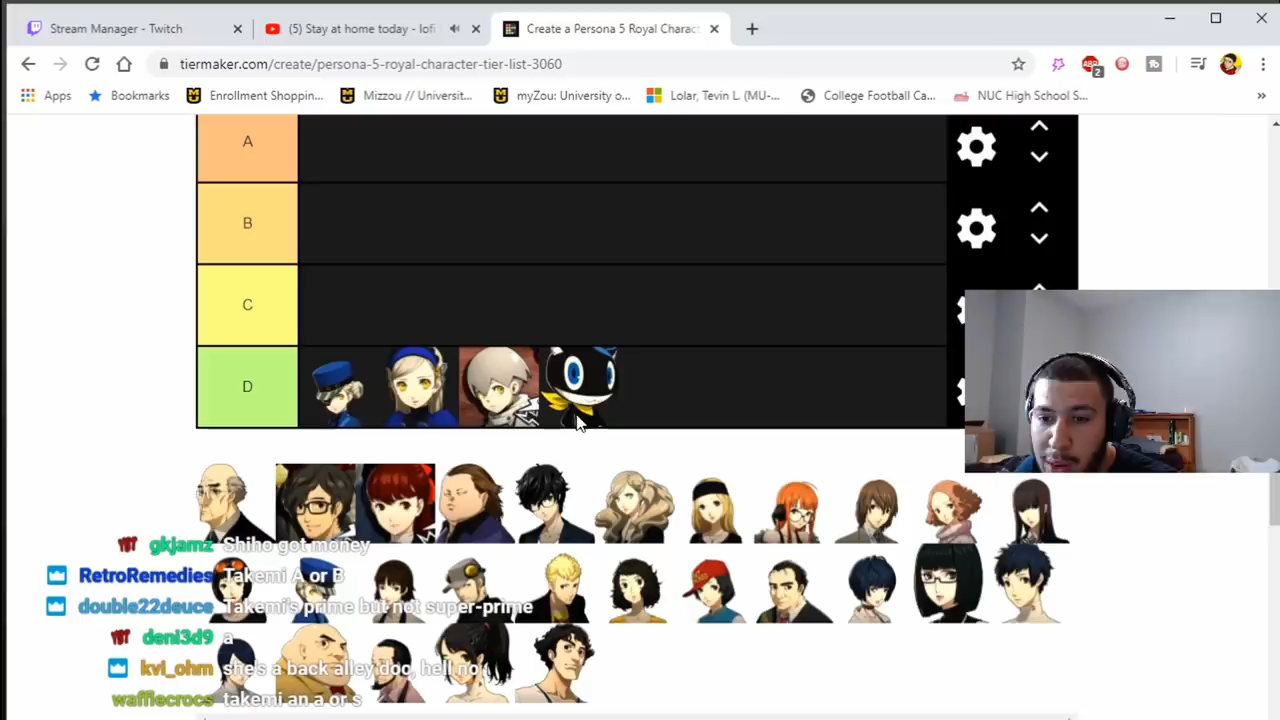 Stream Manager - Twitch
(5) Stay at home today - lofi
Create a Persona 5 Royal Charact
tiermaker.com/create/persona-5-royal-character-tier-list-3060
ABP
2
Apps
Bookmarks
Enrollment Shoppin...
Mizzou // Universit...
myZou: University o...
Lolar, Tevin L. (MU-...
College Football Ca...
NUC High School S...
A
B
C
D
gkjamz Shiho got money
RetroRemedies Takemi A or B
double22deuce Takemi's prime but not super-prime
deni3d9 a
kvi_ohm she's a back alley doc, hell no
wafflecrocs takemi an a or s